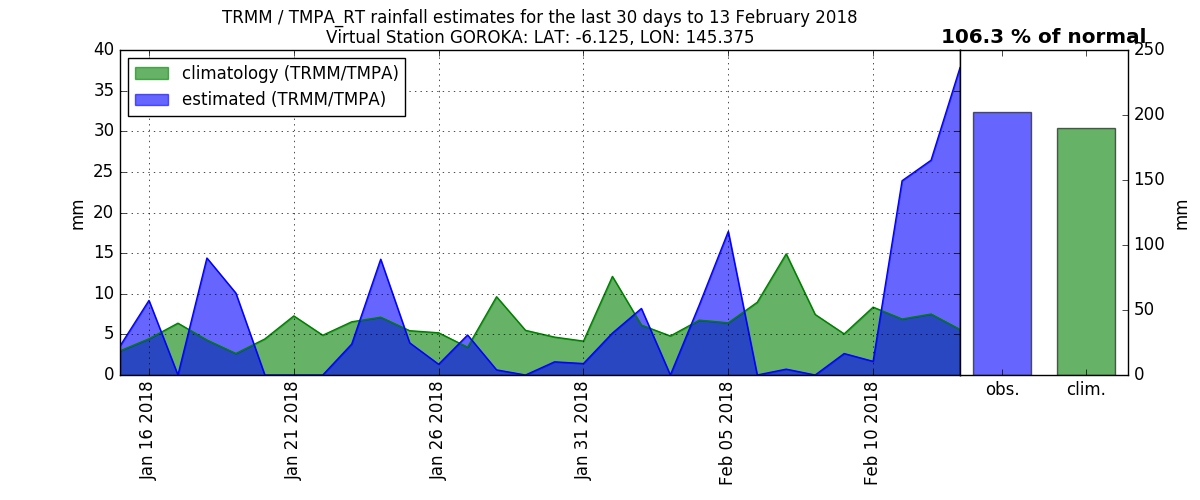 TRMM / TMPA_RT rainfall estimates for the last 30 days to 13 February 2018
Virtual Station GOROKA: LAT: -6.125, LON: 145.375
106.3 % of normal
climatology (TRMM/TMPA)
estimated (TRMM/TMPA)
40
35
30
25
20
15
10
5
0
mm
Jan 16 2018
Jan 21 2018
Jan 26 2018
Jan 31 2018
Feb 05 2018
Feb 10 2018
obs.
clim.
250
200
150
100
50
0
mm